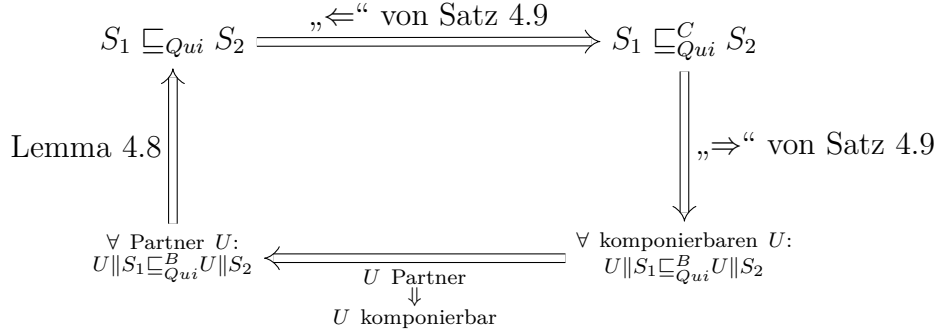 „⇐“ von Satz 4.9
S₁ ⊑_Qui S₂
S₁ ⊑^C_Qui S₂
Lemma 4.8
„⇒“ von Satz 4.9
∀ Partner U:
U∥S₁⊑^B_Qui U∥S₂
∀ komponierbaren U:
U∥S₁⊑^B_Qui U∥S₂
U Partner
⇓
U komponierbar